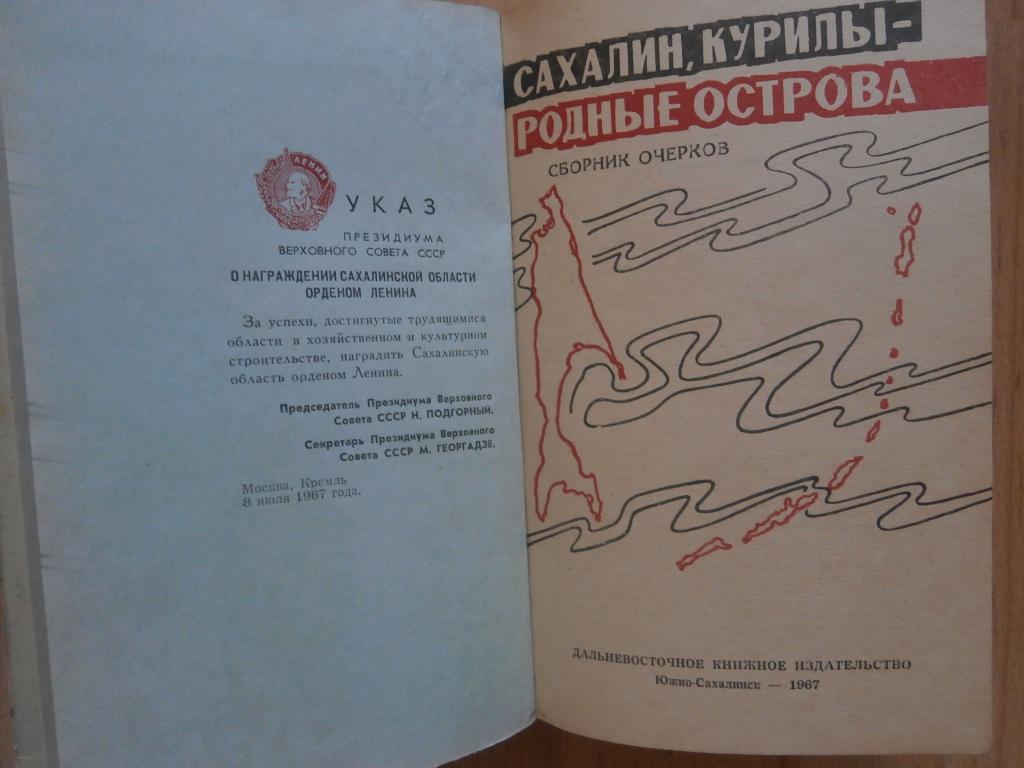 ЛЕНИН
УКАЗ
ПРЕЗИДИУМА
ВЕРХОВНОГО СОВЕТА СССР
О НАГРАЖДЕНИИ САХАЛИНСКОЙ ОБЛАСТИ
ОРДЕНОМ ЛЕНИНА
За успехи, достигнутые трудящимися
области в хозяйственном и культурном
строительстве, наградить Сахалинскую
область орденом Ленина.
Председатель Президиума Верховного
Совета СССР Н. ПОДГОРНЫЙ.
Секретарь Президиума Верховного
Совета СССР М. ГЕОРГАДЗЕ.
Москва, Кремль
8 июля 1967 года.
САХАЛИН, КУРИЛЫ-
РОДНЫЕ ОСТРОВА
СБОРНИК ОЧЕРКОВ
ДАЛЬНЕВОСТОЧНОЕ КНИЖНОЕ ИЗДАТЕЛЬСТВО
Южно-Сахалинск — 1967